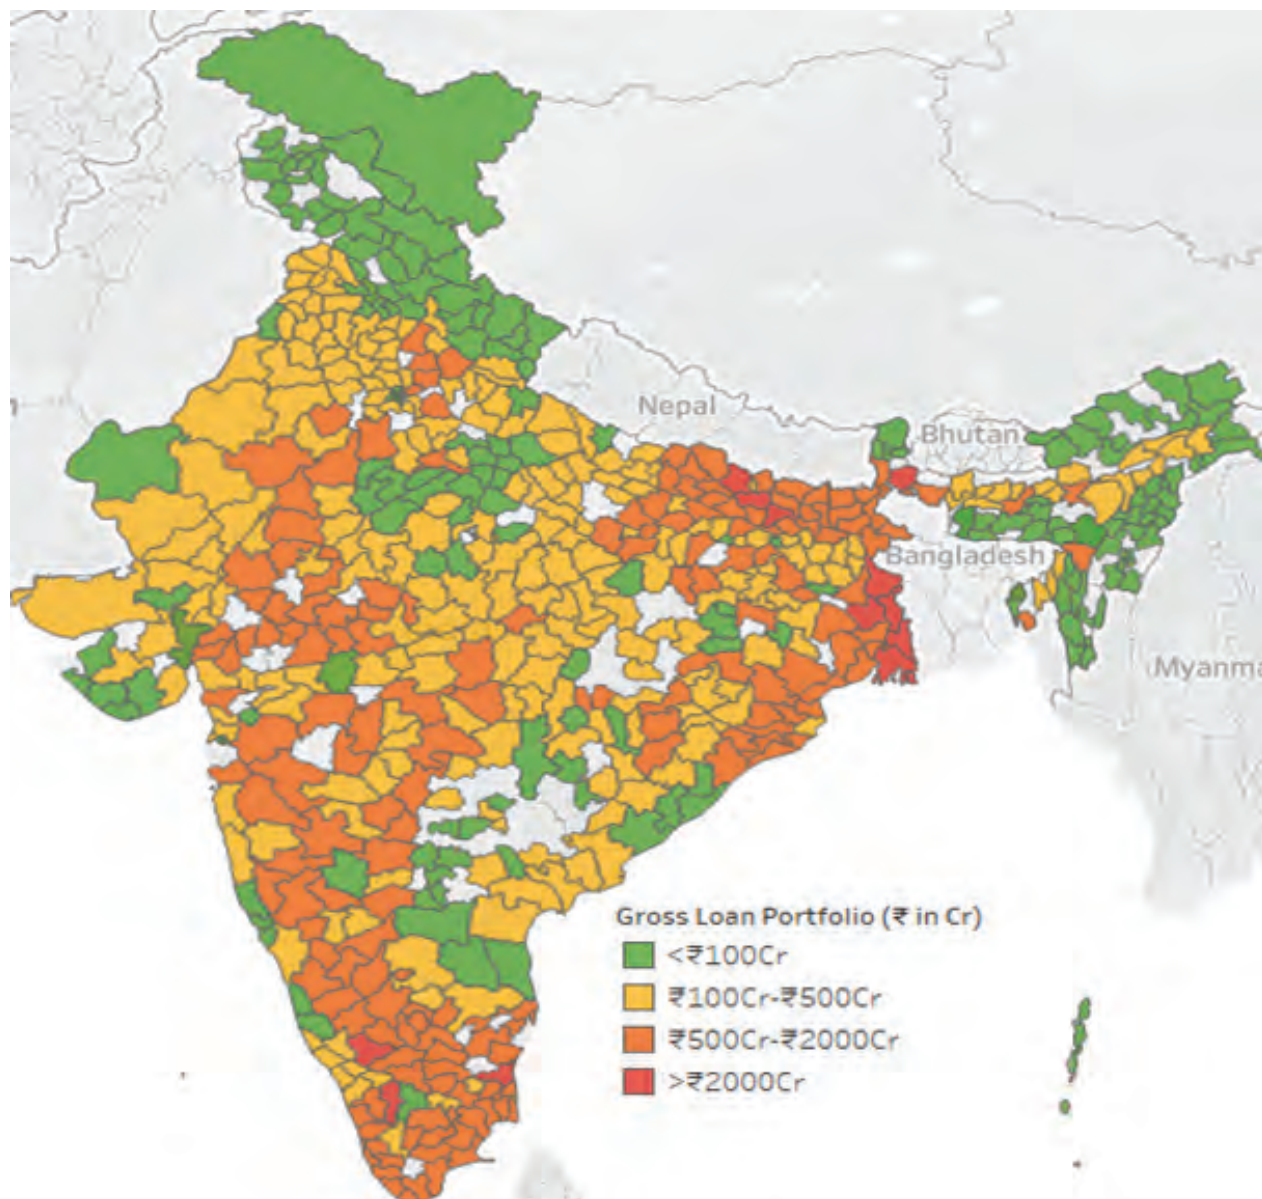 Nepal
Bhutan
Bangladesh
Myanma
Gross Loan Portfolio (₹ in Cr)
<₹100Cr
₹100Cr-₹500Cr
₹500Cr-₹2000Cr
>₹2000Cr